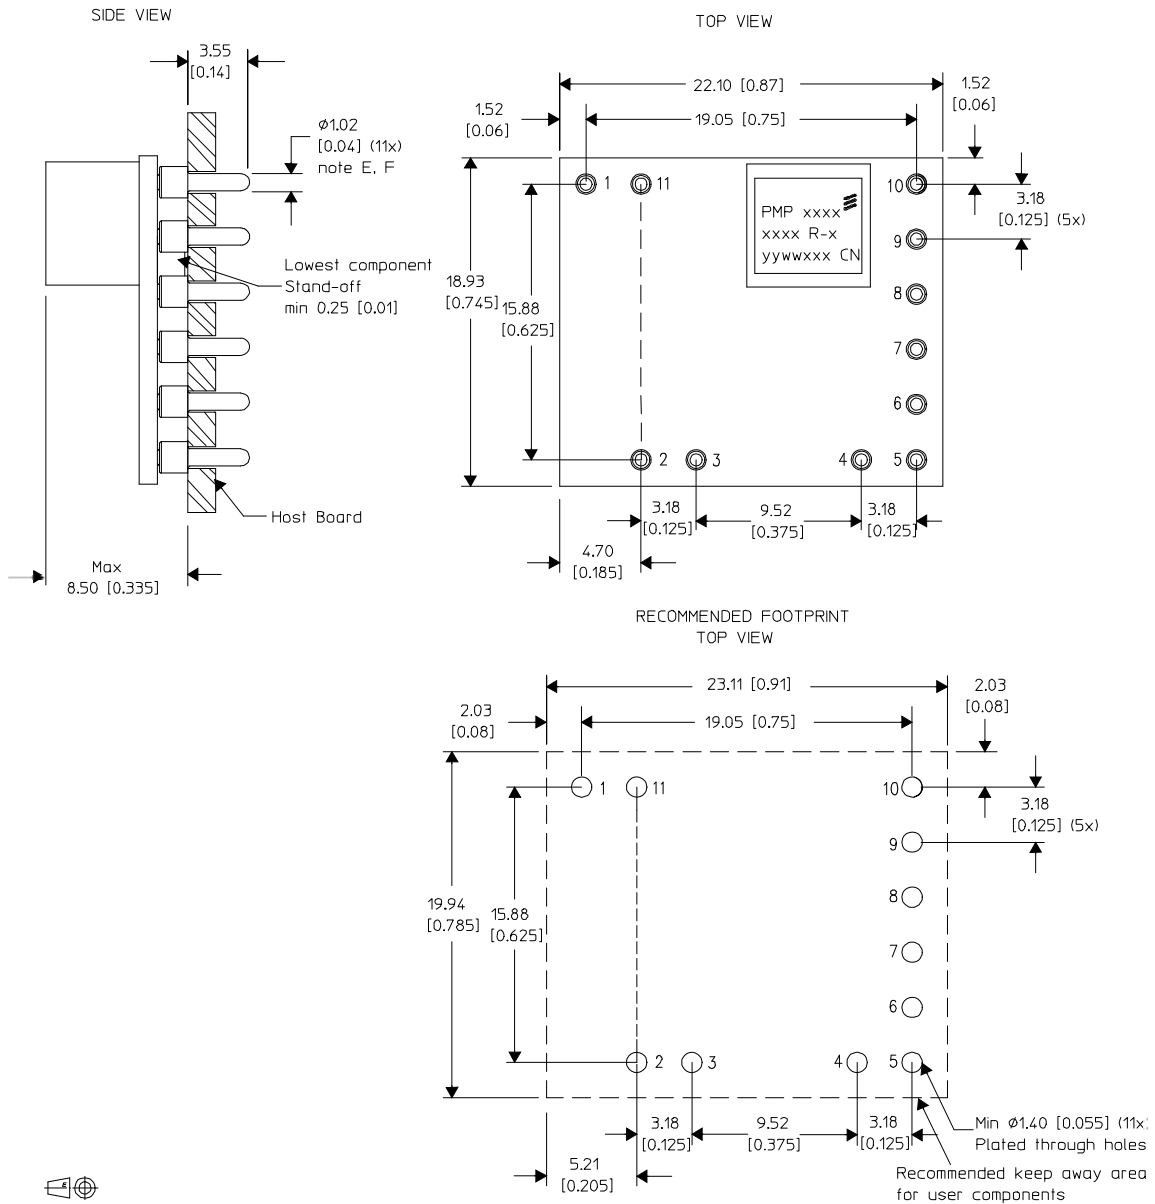 SIDE VIEW
3.55
[0.14]
ø1.02
[0.04] (11x)
note E, F
Lowest component
Stand-off
min 0.25 [0.01]
Host Board
Max
8.50 [0.335]
TOP VIEW
22.10 [0.87]
1.52
[0.06]
19.05 [0.75]
1.52
[0.06]
1
11
10
PMP xxxx
xxxx R-x
yywwxxx CN
3.18
[0.125] (5x)
9
8
18.93
[0.745]
15.88
[0.625]
7
6
2
3
4
5
3.18
[0.125]
9.52
[0.375]
3.18
[0.125]
4.70
[0.185]
RECOMMENDED FOOTPRINT
TOP VIEW
23.11 [0.91]
2.03
[0.08]
19.05 [0.75]
2.03
[0.08]
1
11
10
3.18
[0.125] (5x)
9
8
19.94
[0.785]
15.88
[0.625]
7
6
2
3
4
5
3.18
[0.125]
9.52
[0.375]
3.18
[0.125]
5.21
[0.205]
Min ø1.40 [0.055] (11x
Plated through holes
Recommended keep away area
for user components
E